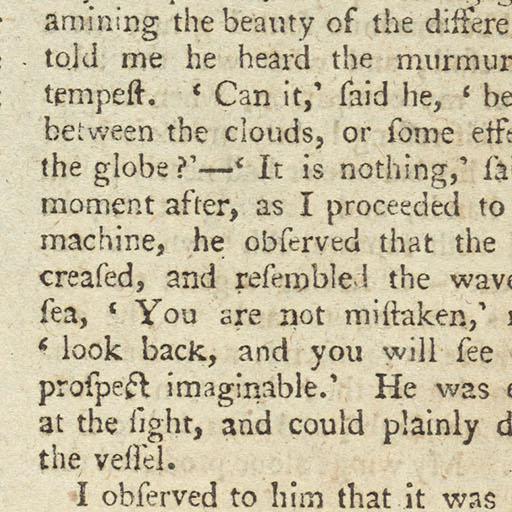 amining the beauty of the differe
told me he heard the murmur
tempeſt. ‘ Can it,’ ſaid he, ‘ be
between the clouds, or ſome effe
the globe?’—‘ It is nothing,’ ſa
moment after, as I proceeded to
machine, he obſerved that the
creaſed, and reſembled the wave
ſea, ‘ You are not miſtaken,’
‘ look back, and you will ſee
proſpect imaginable.’ He was
at the ſight, and could plainly d
the veſſel.
I obſerved to him that it was